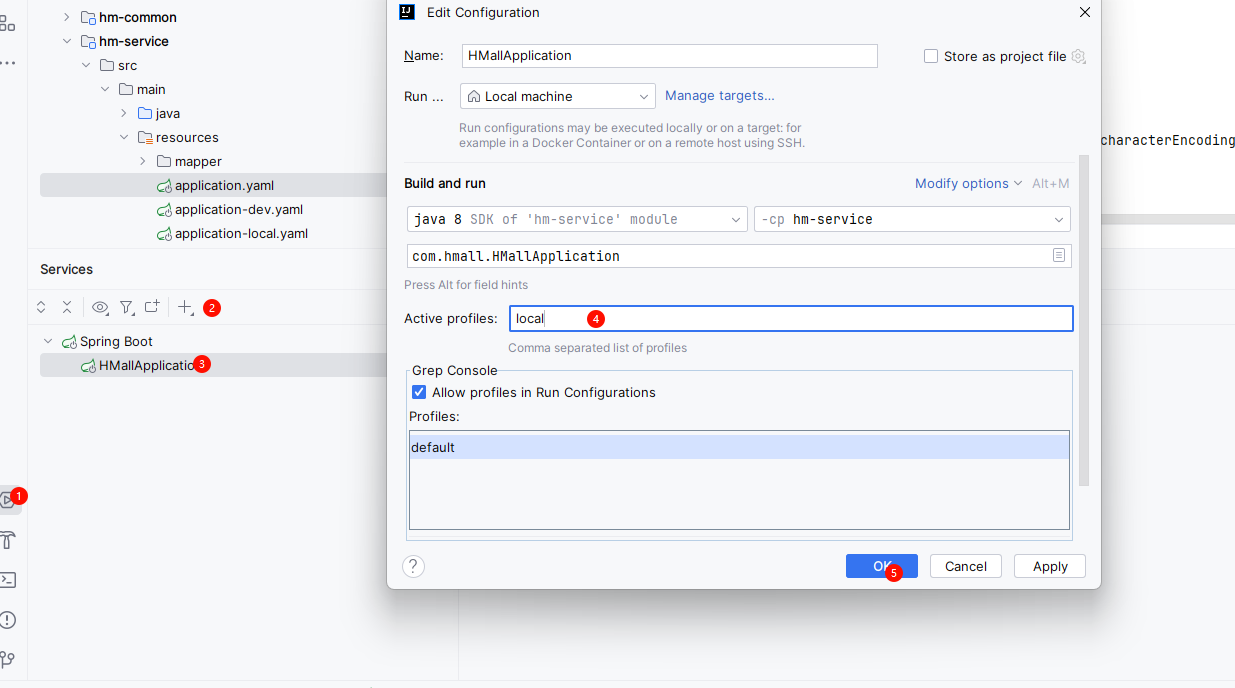 hm-common
hm-service
src
main
java
resources
mapper
application.yaml
application-dev.yaml
application-local.yaml
Services
2
Spring Boot
HMallApplicatio 3
1
IJ Edit Configuration
Name: HMallApplication Store as project file
Run ... Local machine Manage targets...
Run configurations may be executed locally or on a target: for
example in a Docker Container or on a remote host using SSH.
Build and run Modify options Alt+M
java 8 SDK of 'hm-service' module -cp hm-service
com.hmall.HMallApplication
Press Alt for field hints
Active profiles: local 4
Comma separated list of profiles
Grep Console
Allow profiles in Run Configurations
Profiles:
default
? OK 5 Cancel Apply
characterEncoding